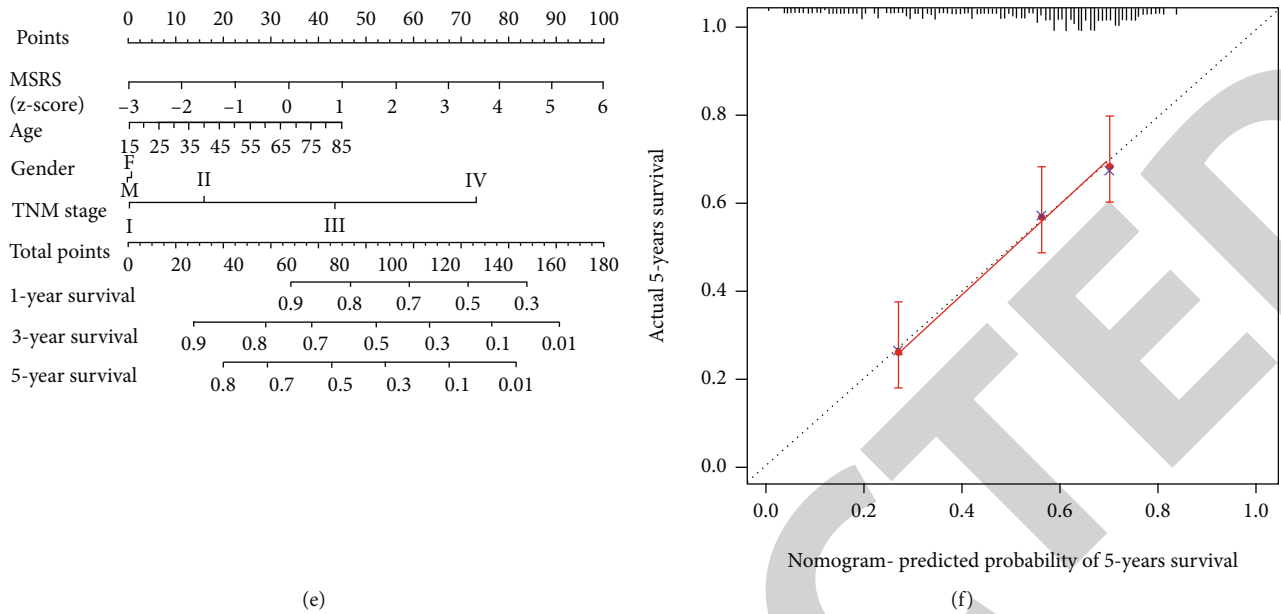 Points 0 10 20 30 40 50 60 70 80 90 100
MSRS
(z-score) −3 −2 −1 0 1 2 3 4 5 6
Age 15 25 35 45 55 65 75 85
Gender F
M
TNM stage I II III IV
Total points 0 20 40 60 80 100 120 140 160 180
1-year survival 0.9 0.8 0.7 0.5 0.3
3-year survival 0.9 0.8 0.7 0.5 0.3 0.1 0.01
5-year survival 0.8 0.7 0.5 0.3 0.1 0.01
(e)
Actual 5-years survival
1.0
0.8
0.6
0.4
0.2
0.0
0.0 0.2 0.4 0.6 0.8 1.0
Nomogram- predicted probability of 5-years survival
(f)
CTED